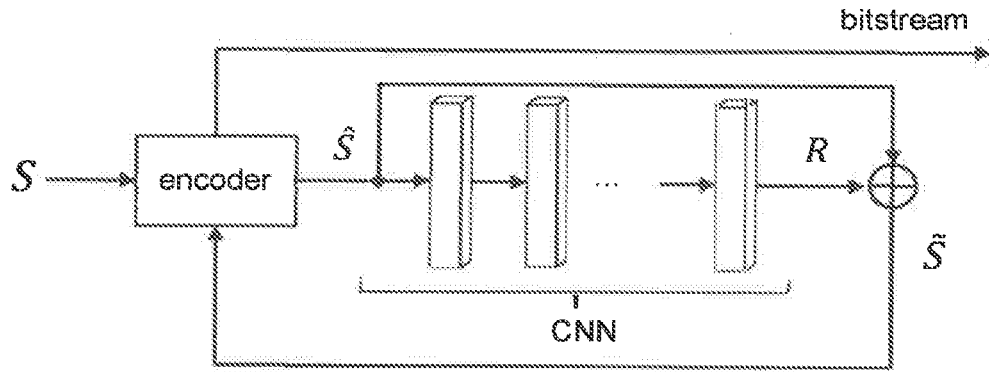 bitstream
Ŝ
R
S
encoder
...
S̃
CNN